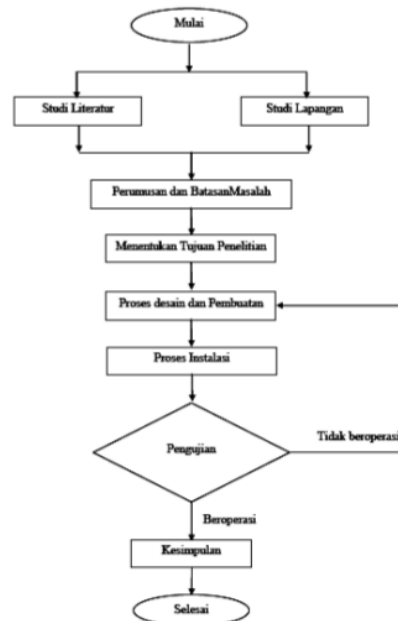 Mulai
Studi Literatur
Studi Lapangan
Perumusan dan BatasanMasalah
Menentukan Tujuan Penelitian
Proses desain dan Pembuatan
Proses Instalasi
Pengujian
Tidak beroperasi
Beroperasi
Kesimpulan
Selesai